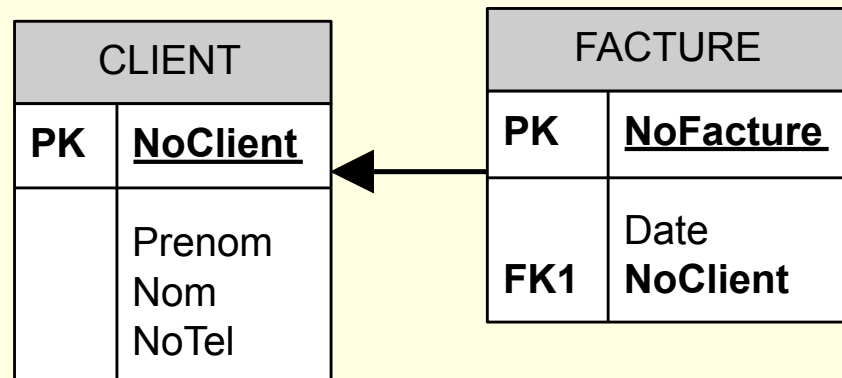 CLIENT
PK NoClient
Prenom
Nom
NoTel
FACTURE
PK NoFacture
Date
FK1 NoClient